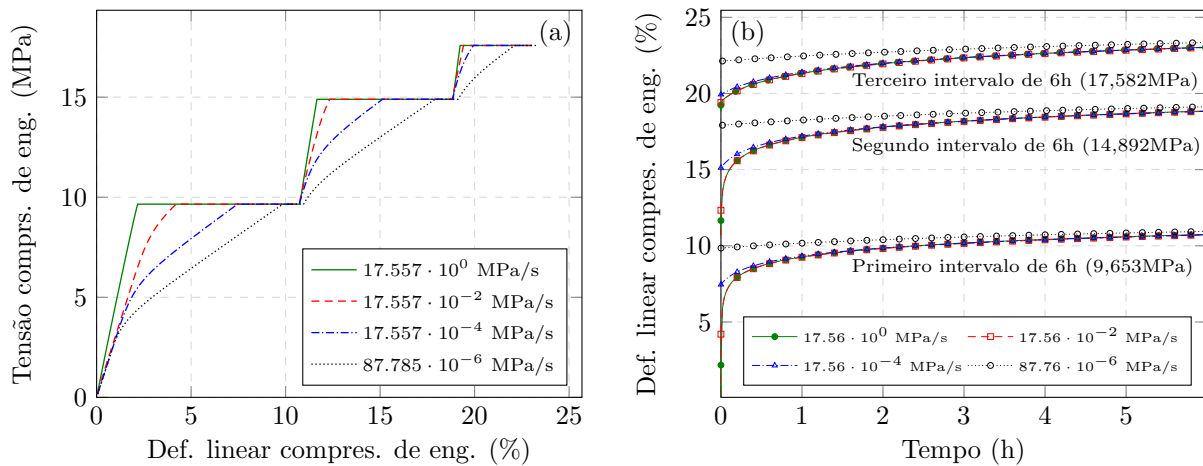 (a)
Tensão comprs. de eng. (MPa)
15
10
5
0
17.557 · 10^0 MPa/s
17.557 · 10^-2 MPa/s
17.557 · 10^-4 MPa/s
87.785 · 10^-6 MPa/s
0 5 10 15 20 25
Def. linear compres. de eng. (%)
(b)
Def. linear compres. de eng. (%)
25
20
15
10
5
Terceiro intervalo de 6h (17,582MPa)
Segundo intervalo de 6h (14,892MPa)
Primeiro intervalo de 6h (9,653MPa)
17.56 · 10^0 MPa/s 17.56 · 10^-2 MPa/s
17.56 · 10^-4 MPa/s 87.76 · 10^-6 MPa/s
0 1 2 3 4 5
Tempo (h)